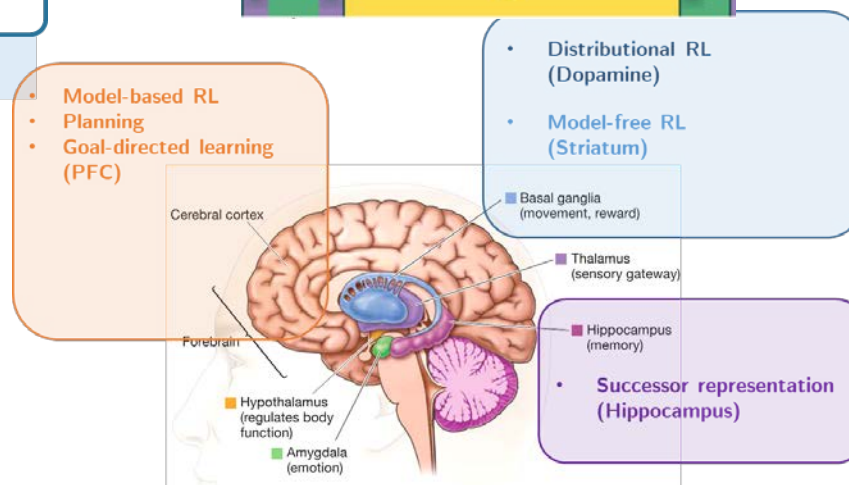 • Model-based RL
• Planning
• Goal-directed learning
(PFC)
• Distributional RL
(Dopamine)
• Model-free RL
(Striatum)
Cerebral cortex
Basal ganglia
(movement, reward)
Thalamus
(sensory gateway)
Forebrain
Hippocampus
(memory)
• Successor representation
(Hippocampus)
Hypothalamus
(regulates body
function)
Amygdala
(emotion)